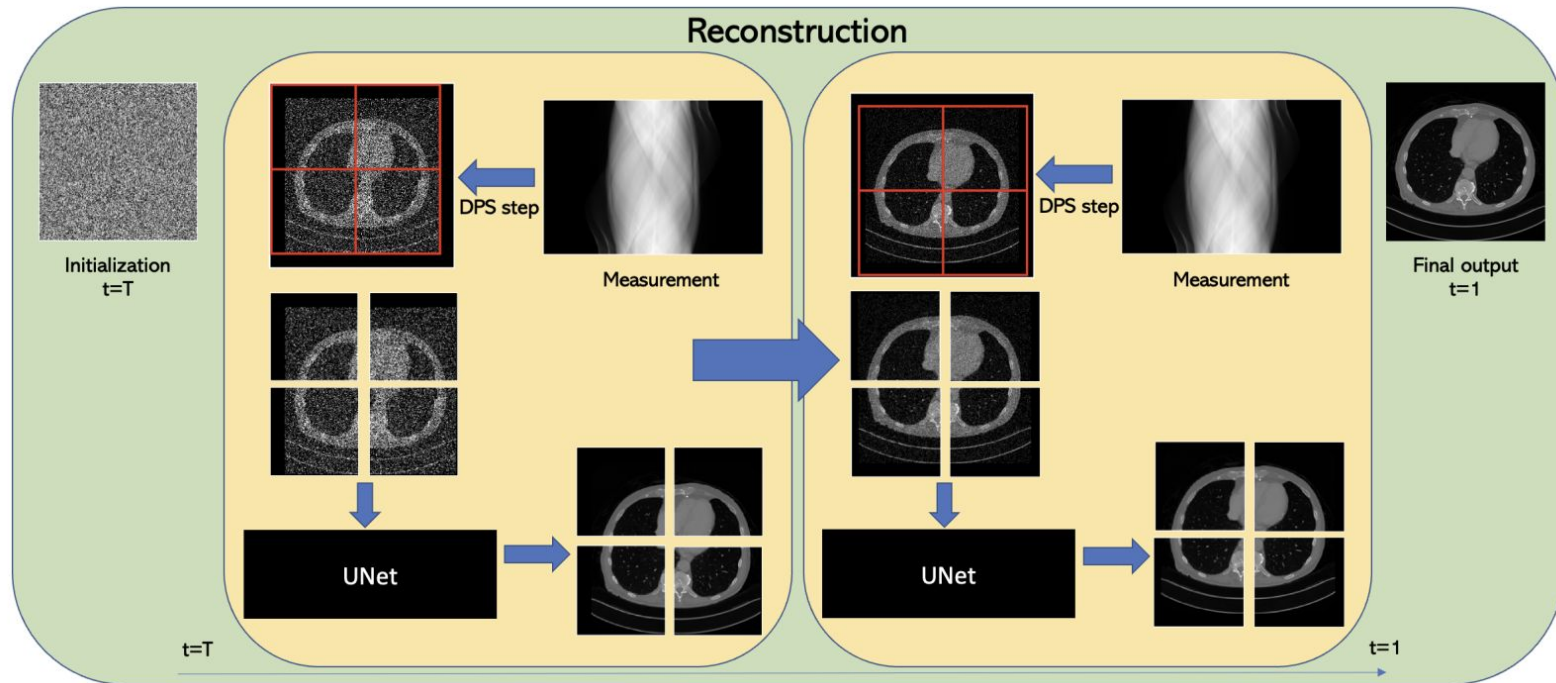 Reconstruction
Initialization
t=T
DPS step
Measurement
UNet
DPS step
Measurement
UNet
Final output
t=1
t=T
t=1